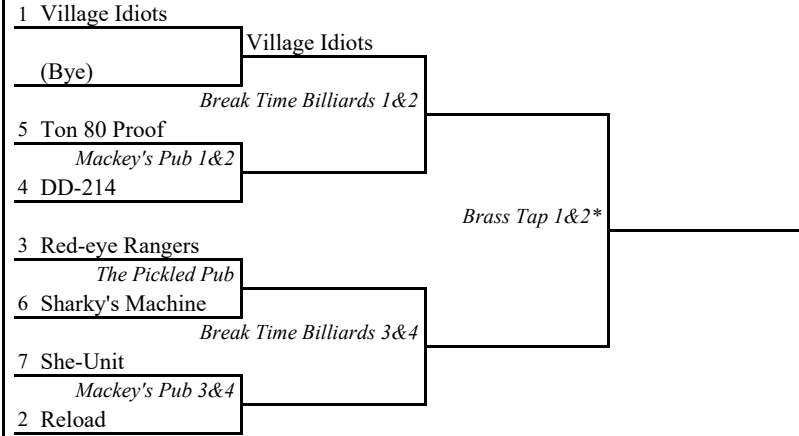 1 Village Idiots
Village Idiots
(Bye)
Break Time Billiards 1&2
5 Ton 80 Proof
Mackey's Pub 1&2
4 DD-214
Brass Tap 1&2*
3 Red-eye Rangers
The Pickled Pub
6 Sharky's Machine
Break Time Billiards 3&4
7 She-Unit
Mackey's Pub 3&4
2 Reload